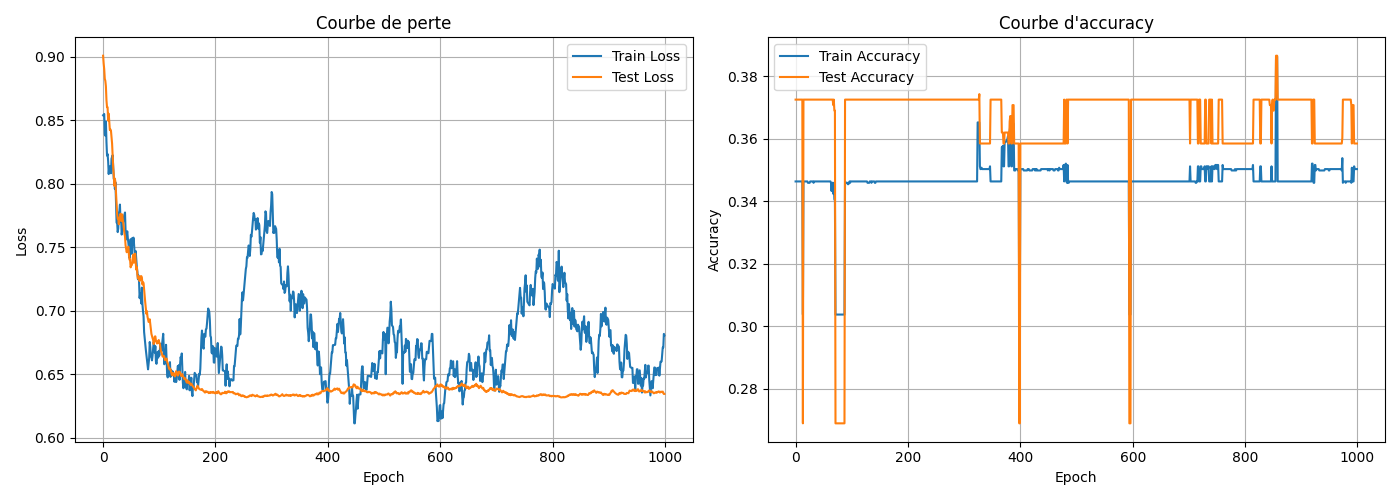 Courbe de perte
Train Loss
Test Loss
0.90
0.85
0.80
0.75
0.70
0.65
0.60
Loss
0
200
400
600
800
1000
Epoch
Courbe d'accuracy
Train Accuracy
Test Accuracy
0.38
0.36
0.34
0.32
0.30
0.28
Accuracy
0
200
400
600
800
1000
Epoch